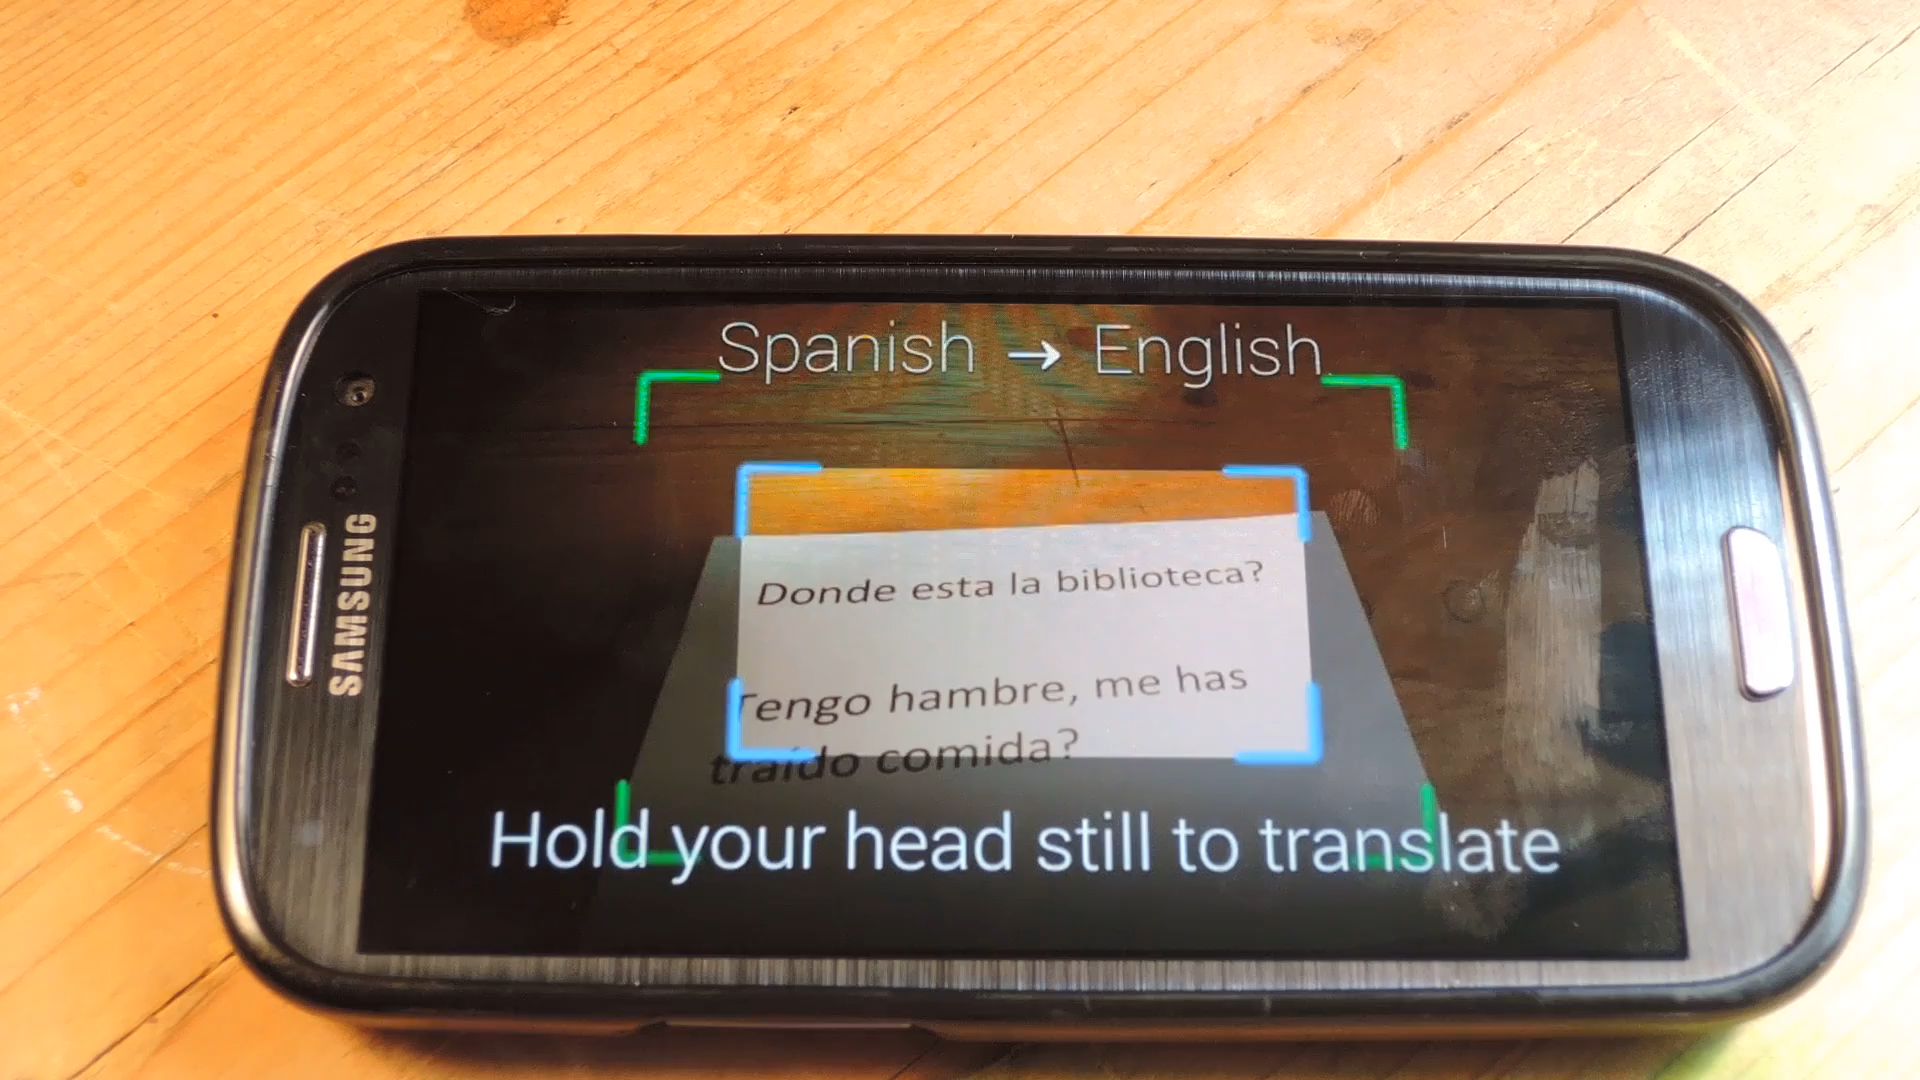 Spanish → English
Donde esta la biblioteca?
Tengo hambre, me has
traído comida?
Hold your head still to translate
SAMSUNG